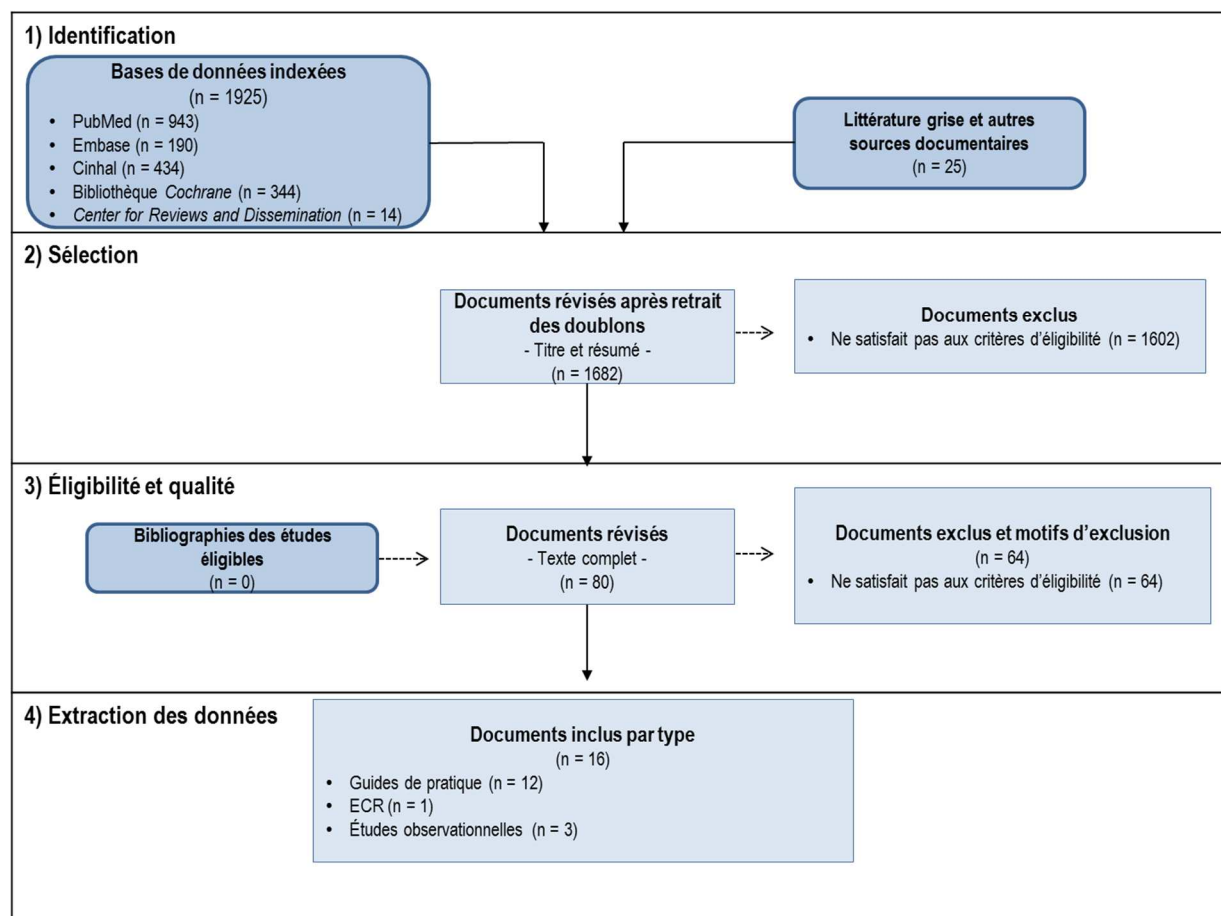 1) Identification
Bases de données indexées
(n = 1925)
• PubMed (n = 943)
• Embase (n = 190)
• Cinhal (n = 434)
• Bibliothèque Cochrane (n = 344)
• Center for Reviews and Dissemination (n = 14)
Littérature grise et autres
sources documentaires
(n = 25)
2) Sélection
Documents révisés après retrait
des doublons
- Titre et résumé -
(n = 1682)
Documents exclus
• Ne satisfait pas aux critères d’éligibilité (n = 1602)
3) Éligibilité et qualité
Bibliographies des études
éligibles
(n = 0)
Documents révisés
- Texte complet -
(n = 80)
Documents exclus et motifs d’exclusion
(n = 64)
• Ne satisfait pas aux critères d’éligibilité (n = 64)
4) Extraction des données
Documents inclus par type
(n = 16)
• Guides de pratique (n = 12)
• ECR (n = 1)
• Études observationnelles (n = 3)